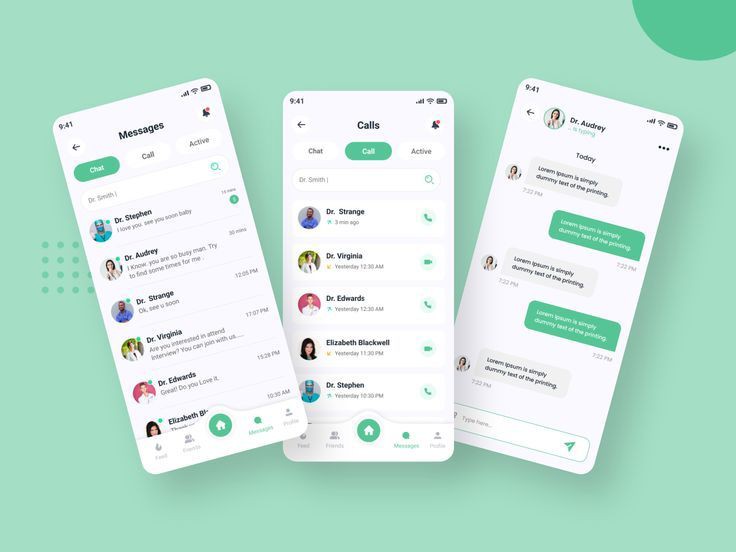 9:41
Messages
Chat
Call
Active
Dr. Smith |
Dr. Stephen
I love you. see you soon baby
10 mins
Dr. Audrey
I Know. you are so busy man. Try
to find some times for me .
30 mins
Dr. Strange
Ok, see u soon
12:05 PM
Dr. Virginia
Are you interested in attend
Interview? You can join with us.....
17:07 PM
Dr. Edwards
Great! Do you Love it.
15:28 PM
Elizabeth Bla
10:30 AM
Feed
Friends
Messages
Profile
9:41
Calls
Chat
Call
Active
Dr. Smith |
Dr. Strange
3 min ago
Dr. Virginia
Yesterday 12:30 AM
Dr. Edwards
Yesterday 12:30 AM
Elizabeth Blackwell
Yesterday 11:30 PM
Dr. Stephen
Yesterday 10:30 PM
Feed
Friends
Messages
Profile
9:41
Dr. Audrey
... is typing
Today
Lorem Ipsum is simply
dummy text of the printing.
7:22 PM
Lorem Ipsum is simply
dummy text of the printing.
7:22 PM
Lorem Ipsum is simply
dummy text of the printing.
7:22 PM
Lorem Ipsum is simply
dummy text of the printing.
7:22 PM
Lorem Ipsum is simply
dummy text of the printing.
7:22 PM
Type here...